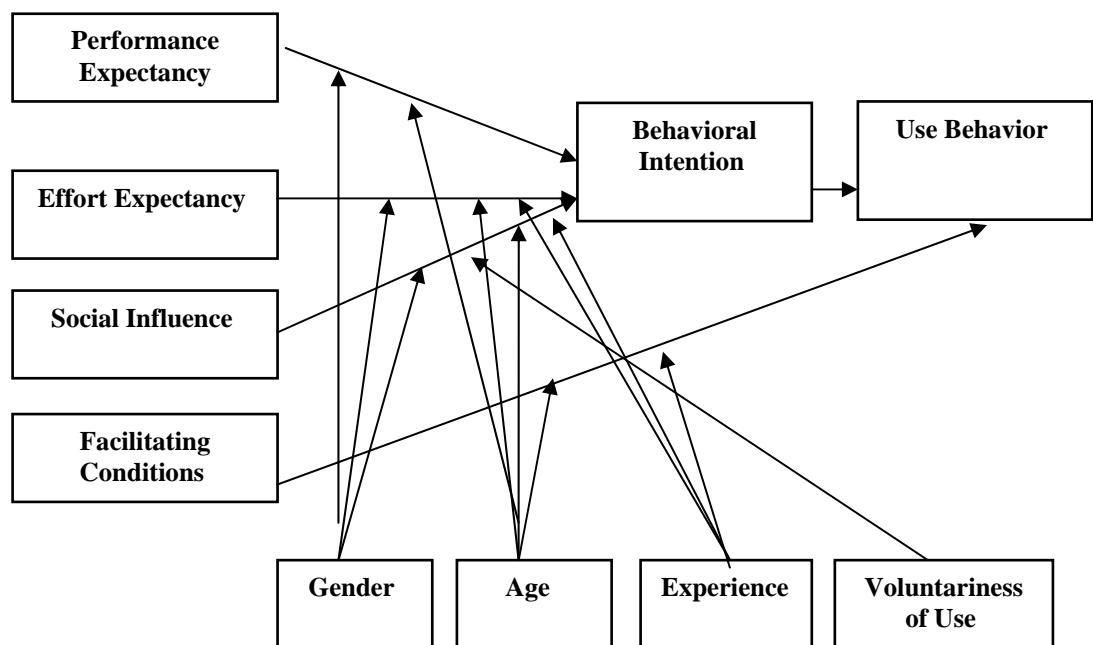 Performance
Expectancy
Behavioral
Intention
Use Behavior
Effort Expectancy
Social Influence
Facilitating
Conditions
Gender
Age
Experience
Voluntariness
of Use